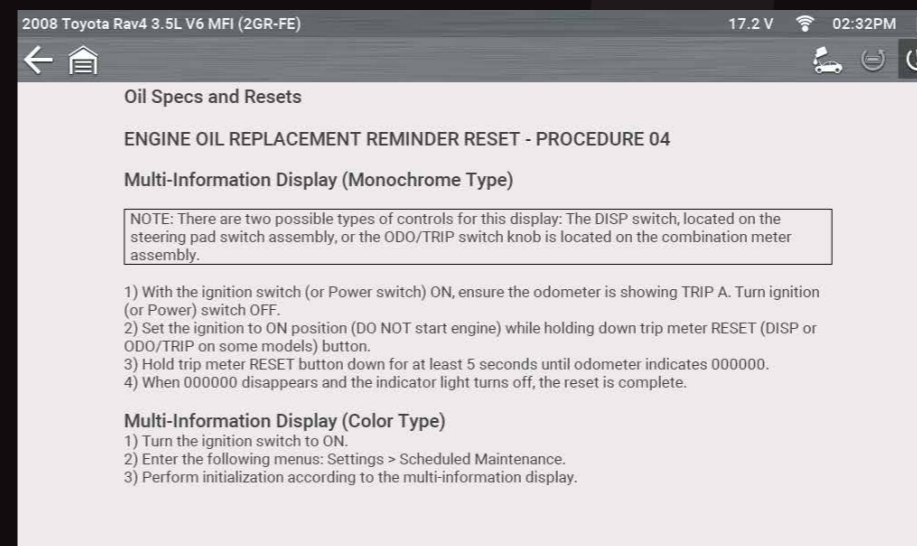 2008 Toyota Rav4 3.5L V6 MFI (2GR-FE) 17.2 V 02:32PM
Oil Specs and Resets
ENGINE OIL REPLACEMENT REMINDER RESET - PROCEDURE 04
Multi-Information Display (Monochrome Type)
NOTE: There are two possible types of controls for this display: The DISP switch, located on the
steering pad switch assembly, or the ODO/TRIP switch knob is located on the combination meter
assembly.
1) With the ignition switch (or Power switch) ON, ensure the odometer is showing TRIP A. Turn ignition
(or Power) switch OFF.
2) Set the ignition to ON position (DO NOT start engine) while holding down trip meter RESET (DISP or
ODO/TRIP on some models) button.
3) Hold trip meter RESET button down for at least 5 seconds until odometer indicates 000000.
4) When 000000 disappears and the indicator light turns off, the reset is complete.
Multi-Information Display (Color Type)
1) Turn the ignition switch to ON.
2) Enter the following menus: Settings > Scheduled Maintenance.
3) Perform initialization according to the multi-information display.